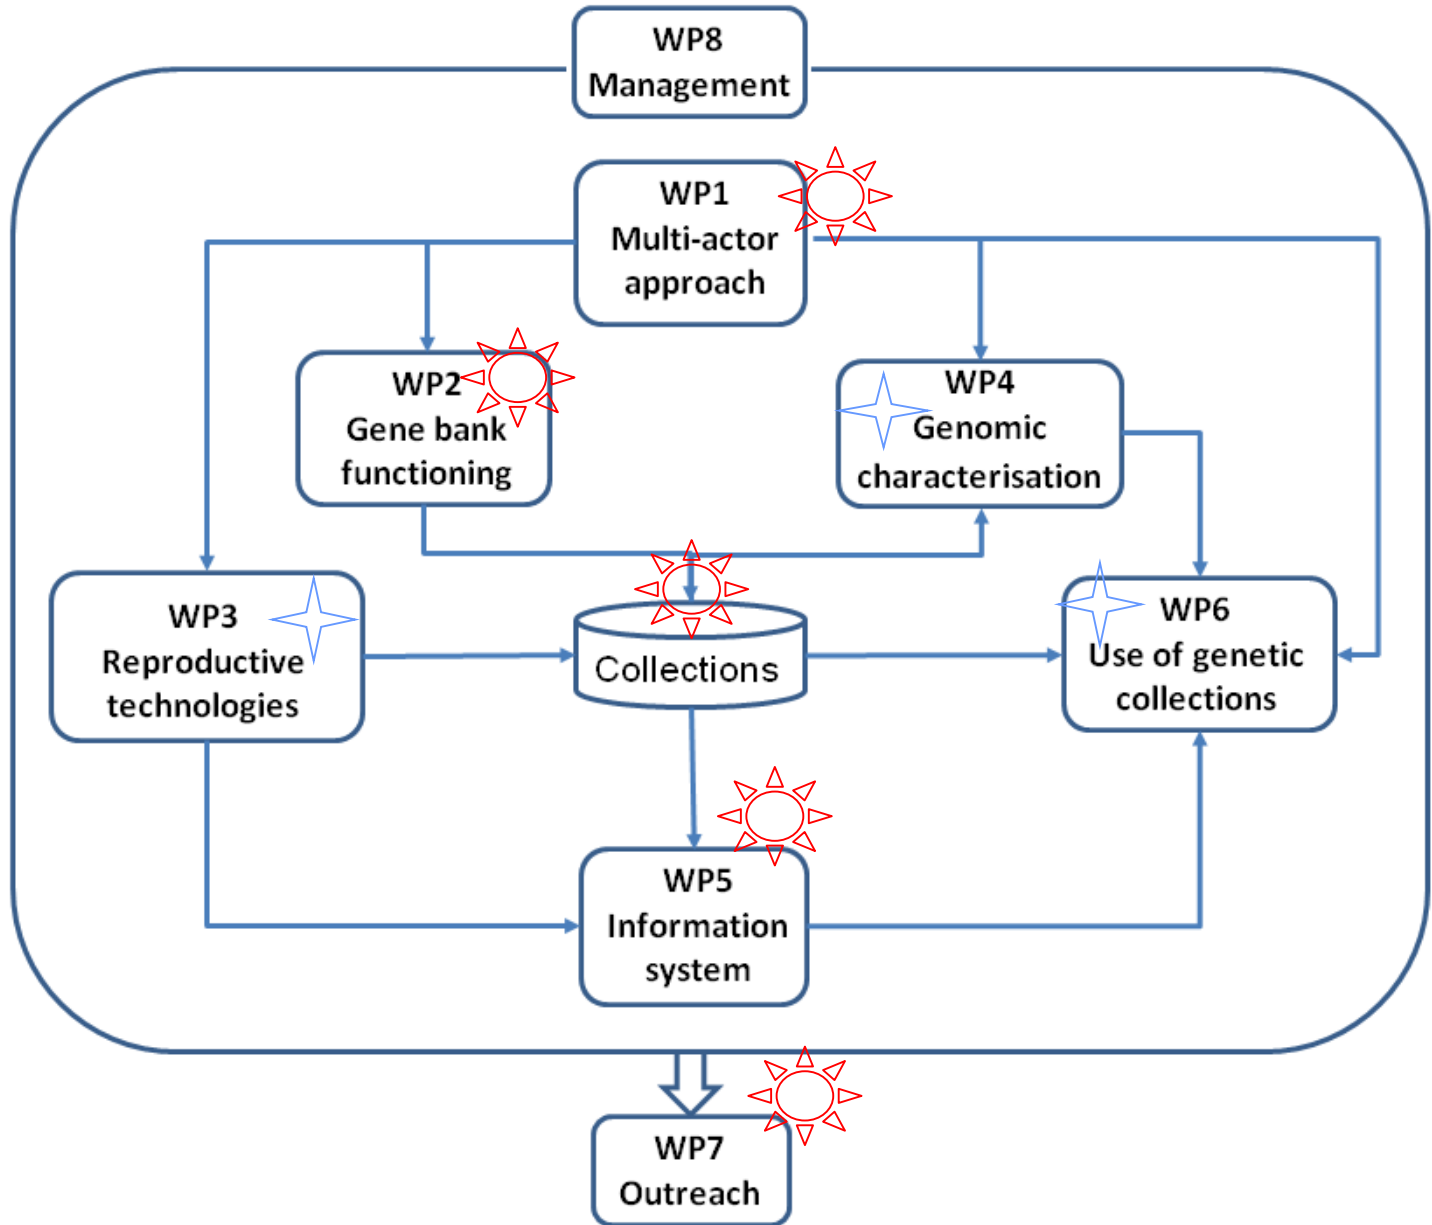 WP8
Management
WP1
Multi-actor
approach
WP2
Gene bank
functioning
WP4
Genomic
characterisation
WP3
Reproductive
technologies
Collections
WP6
Use of genetic
collections
WP5
Information
system
WP7
Outreach